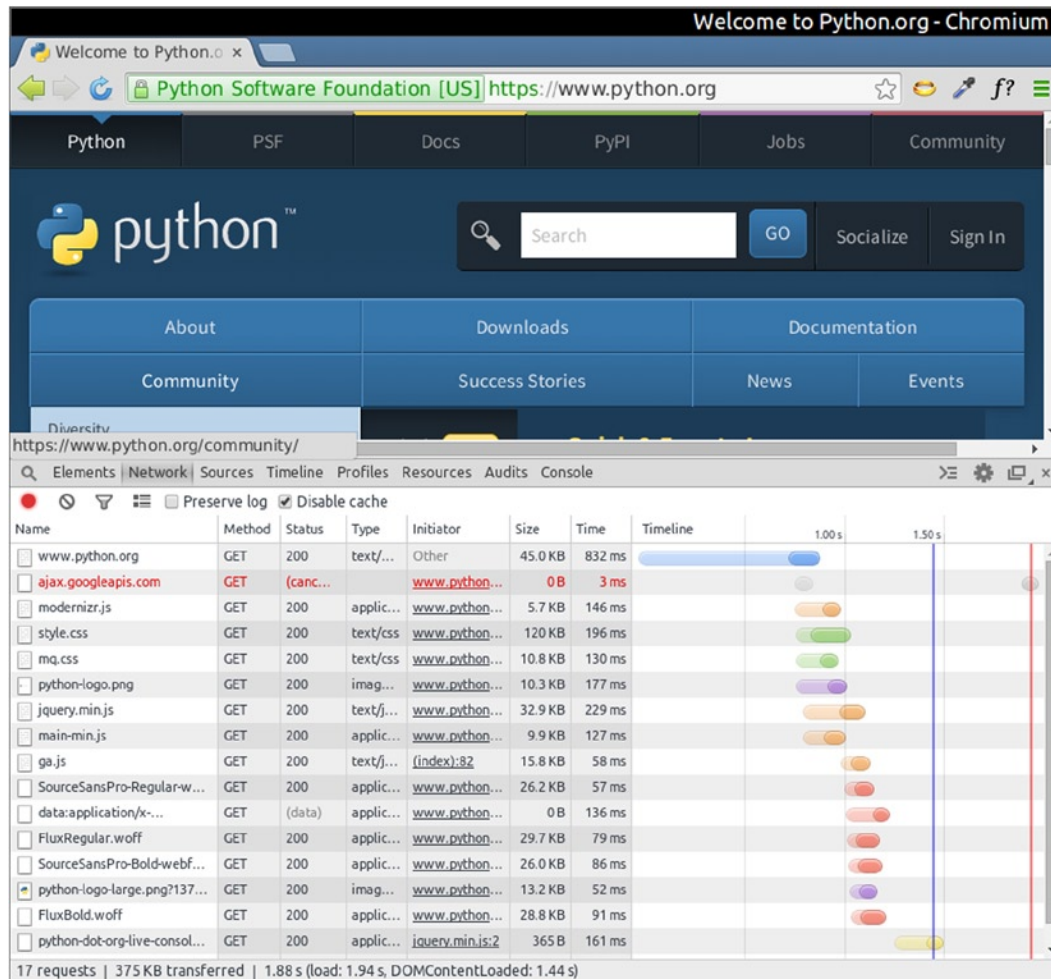 Welcome to Python.org - Chromium
Welcome to Python.o ×
Python Software Foundation [US] https://www.python.org f?
Python PSF Docs PyPI Jobs Community
python™ Search GO Socialize Sign In
About Downloads Documentation
Community Success Stories News Events
Diversity
https://www.python.org/community/
Elements Network Sources Timeline Profiles Resources Audits Console
Preserve log Disable cache
Name Method Status Type Initiator Size Time Timeline 1.00 s 1.50 s
www.python.org GET 200 text/... Other 45.0 KB 832 ms
ajax.googleapis.com GET (canc... www.python... 0 B 3 ms
modernizr.js GET 200 applic... www.python... 5.7 KB 146 ms
style.css GET 200 text/css www.python... 120 KB 196 ms
mq.css GET 200 text/css www.python... 10.8 KB 130 ms
python-logo.png GET 200 imag... www.python... 10.3 KB 177 ms
jquery.min.js GET 200 text/j... www.python... 32.9 KB 229 ms
main-min.js GET 200 applic... www.python... 9.9 KB 127 ms
ga.js GET 200 text/j... (index):82 15.8 KB 58 ms
SourceSansPro-Regular-w... GET 200 applic... www.python... 26.2 KB 57 ms
data:application/x-... GET (data) applic... www.python... 0 B 136 ms
FluxRegular.woff GET 200 applic... www.python... 29.7 KB 79 ms
SourceSansPro-Bold-webf... GET 200 applic... www.python... 26.0 KB 86 ms
python-logo-large.png?137... GET 200 imag... www.python... 13.2 KB 52 ms
FluxBold.woff GET 200 applic... www.python... 28.8 KB 91 ms
python-dot-org-live-consol... GET 200 applic... jquery.min.js:2 365 B 161 ms
17 requests | 375 KB transferred | 1.88 s (load: 1.94 s, DOMContentLoaded: 1.44 s)